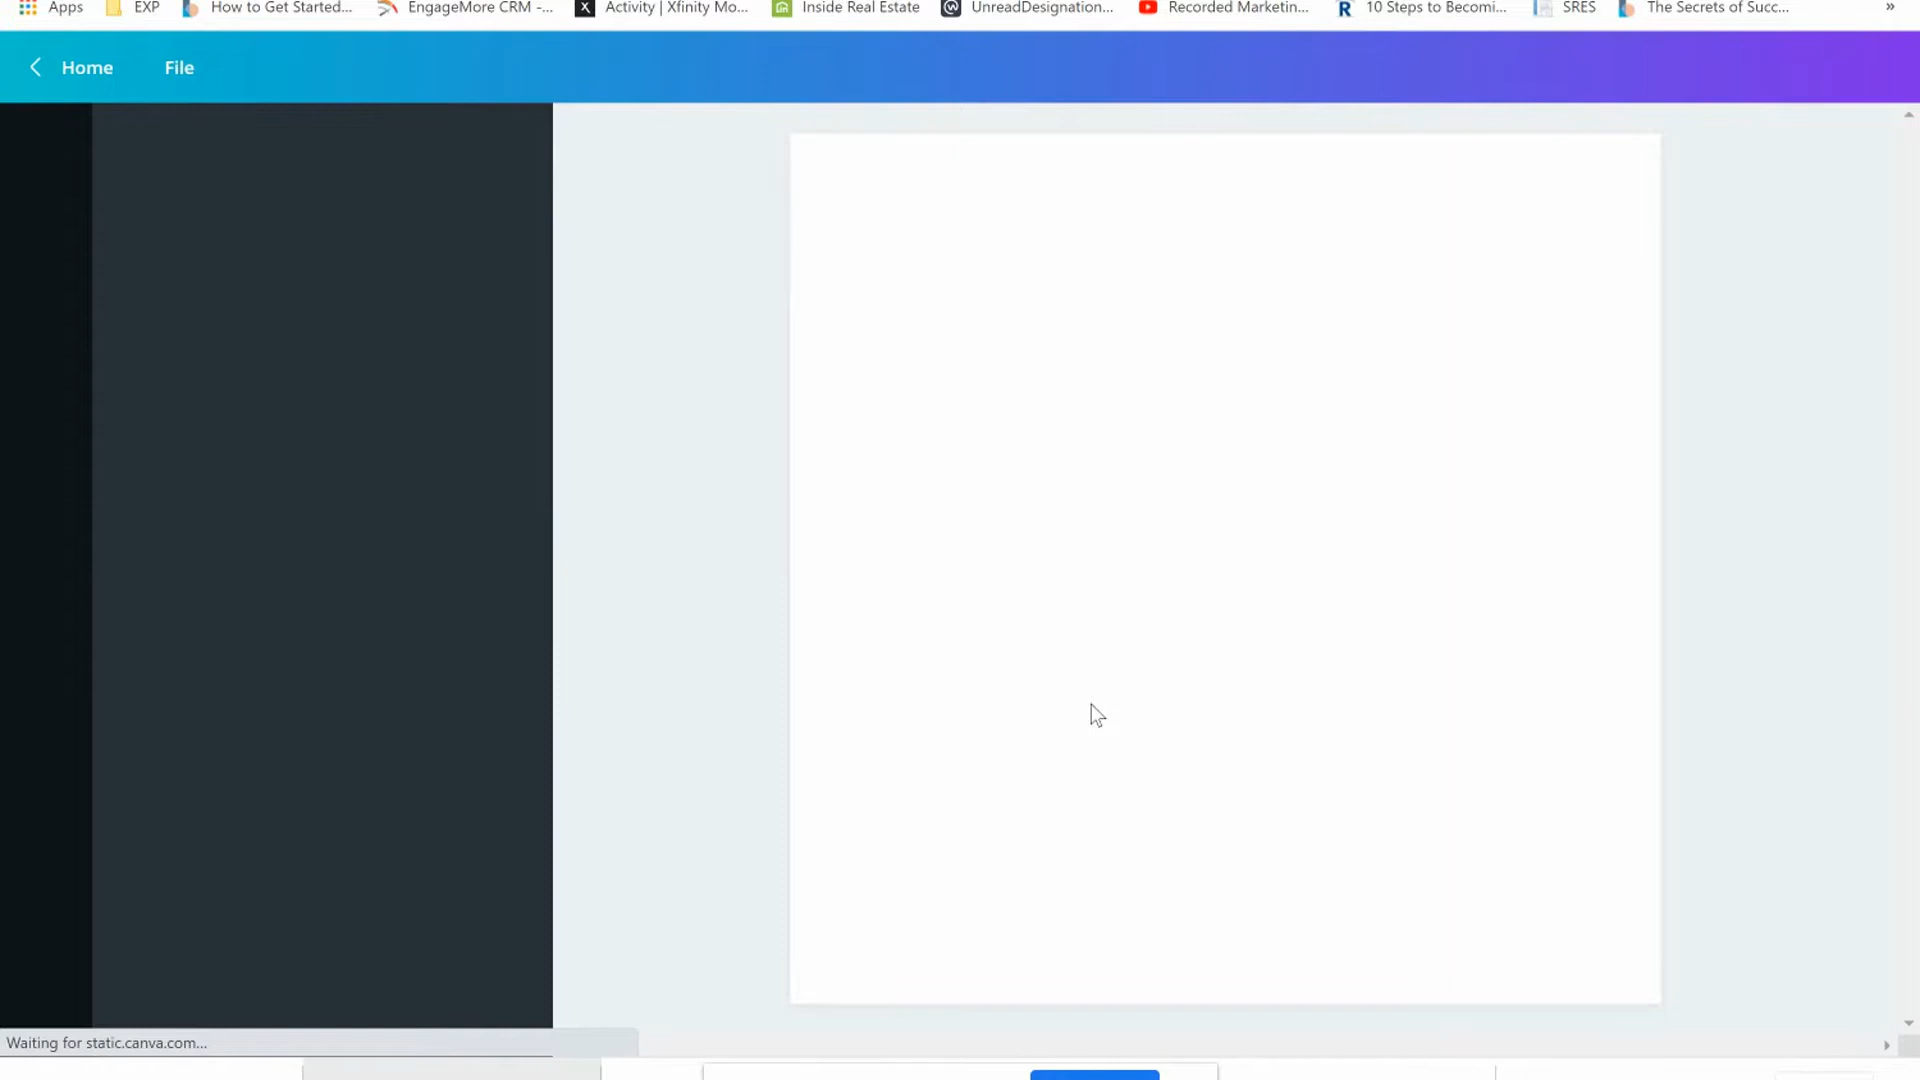 Apps EXP How to Get Started... EngageMore CRM -... X Activity | Xfinity Mo... Inside Real Estate UnreadDesignation... Recorded Marketin... R 10 Steps to Becomi... SRES The Secrets of Succ... »
Home File
Waiting for static.canva.com...